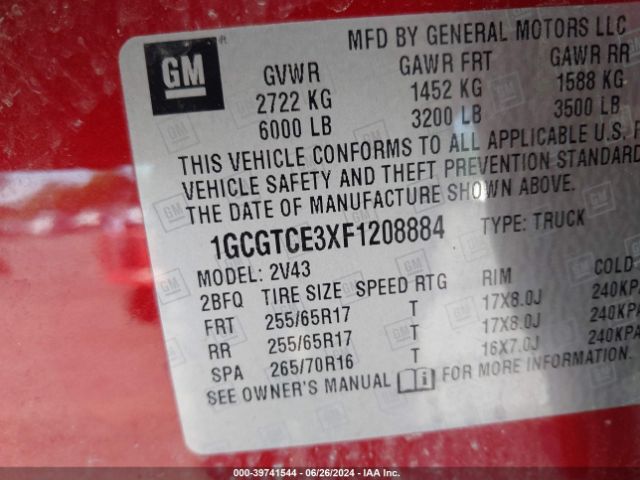 MFD BY GENERAL MOTORS LLC
GM
GVWR GAWR FRT GAWR RR
2722 KG 1452 KG 1588 KG
6000 LB 3200 LB 3500 LB
THIS VEHICLE CONFORMS TO ALL APPLICABLE U.S.
VEHICLE SAFETY AND THEFT PREVENTION STANDARD
THE DATE OF MANUFACTURE SHOWN ABOVE.
1GCGTCE3XF1208884 TYPE: TRUCK
MODEL: 2V43
2BFQ TIRE SIZE SPEED RTG RIM COLD
FRT 255/65R17 T 17X8.0J 240KPA
RR 255/65R17 T 17X8.0J 240KPA
SPA 265/70R16 T 16X7.0J 240KPA
SEE OWNER'S MANUAL FOR MORE INFORMATION.
000-39741544 | 06/26/2024 | IAA Inc.